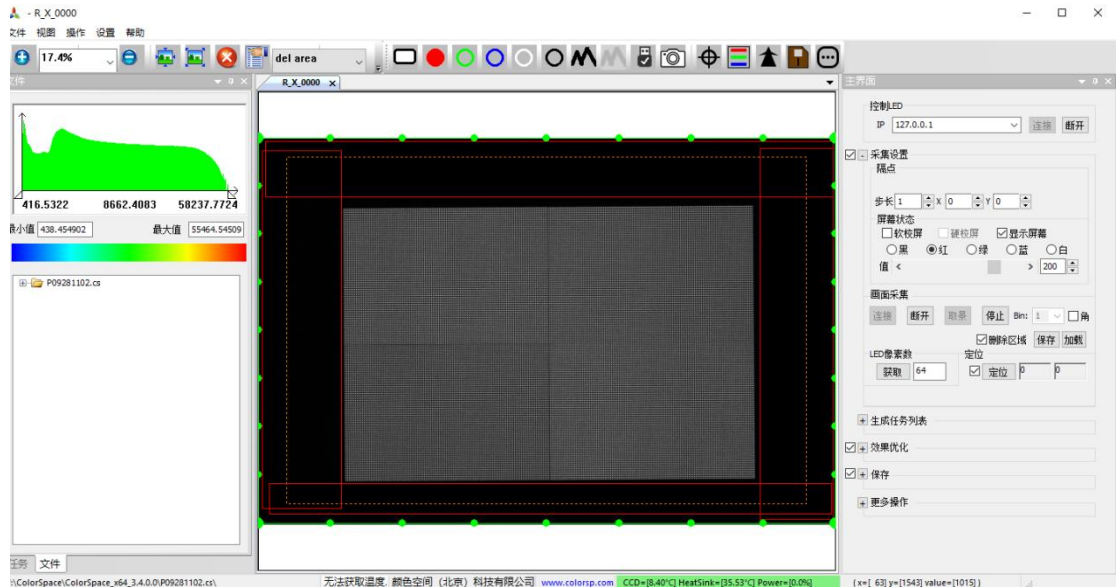 - R_X_0000
文件 视图 操作 设置 帮助
17.4% del area
文件
R_X_0000 x
主界面
416.5322 8662.4083 58237.7724
最小值 438.454902 最大值 55464.54509
P09281102.cs
控制LED
IP 127.0.0.1 连接 断开
采集设置
隔点
步长 1 X 0 Y 0
屏幕状态
软校屏 硬校屏 显示屏幕
黑 红 绿 蓝 白
值 < > 200
画面采集
连接 断开 取景 停止 Bin: 1 角
删除区域 保存 加载
LED像素数 定位
获取 64 定位 0 0
生成任务列表
效果优化
保存
更多操作
任务 文件
:\ColorSpace\ColorSpace_x64_3.4.0.0\P09281102.cs\ 无法获取温度. 颜色空间（北京）科技有限公司 www.colorsp.com CCD=[8.40°C] HeatSink=[35.53°C] Power=[0.0%] (x=[ 63] y=[1543] value=[1015])